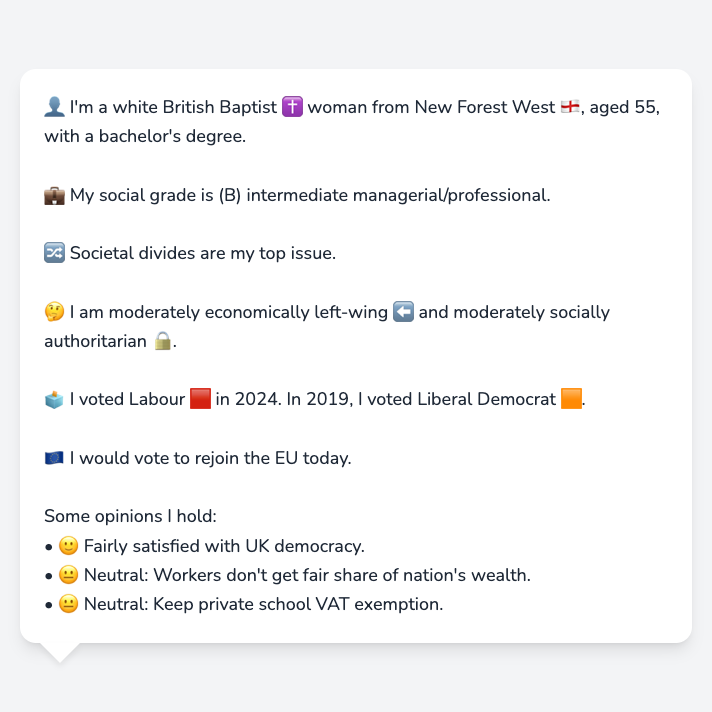 👤 I'm a white British Baptist ✝️ woman from New Forest West 🏴󠁧󠁢󠁥󠁮󠁧󠁿, aged 55,
with a bachelor's degree.
💼 My social grade is (B) intermediate managerial/professional.
🔀 Societal divides are my top issue.
🤔 I am moderately economically left-wing ⬅️ and moderately socially
authoritarian 🔒.
🗳️ I voted Labour 🟥 in 2024. In 2019, I voted Liberal Democrat 🟧.
🇪🇺 I would vote to rejoin the EU today.
Some opinions I hold:
• 🙂 Fairly satisfied with UK democracy.
• 😐 Neutral: Workers don't get fair share of nation's wealth.
• 😐 Neutral: Keep private school VAT exemption.